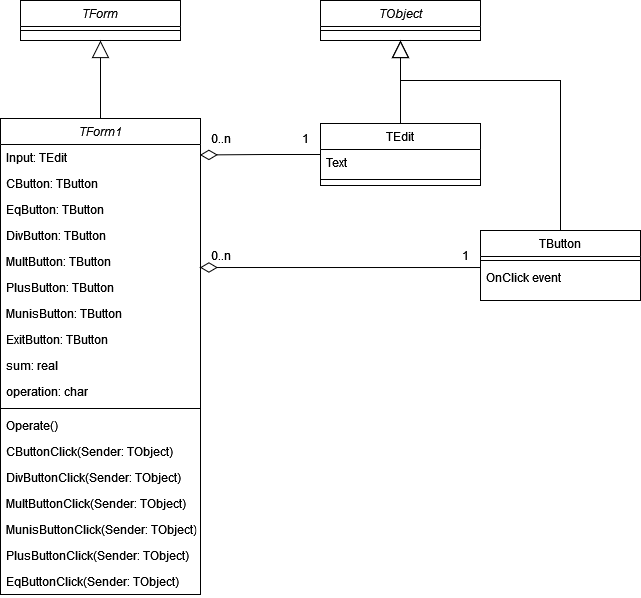 TForm
TObject
TForm1
Input: TEdit
CButton: TButton
EqButton: TButton
DivButton: TButton
MultButton: TButton
PlusButton: TButton
MunisButton: TButton
ExitButton: TButton
sum: real
operation: char
Operate()
CButtonClick(Sender: TObject)
DivButtonClick(Sender: TObject)
MultButtonClick(Sender: TObject)
MunisButtonClick(Sender: TObject)
PlusButtonClick(Sender: TObject)
EqButtonClick(Sender: TObject)
0..n
1
TEdit
Text
0..n
1
TButton
OnClick event